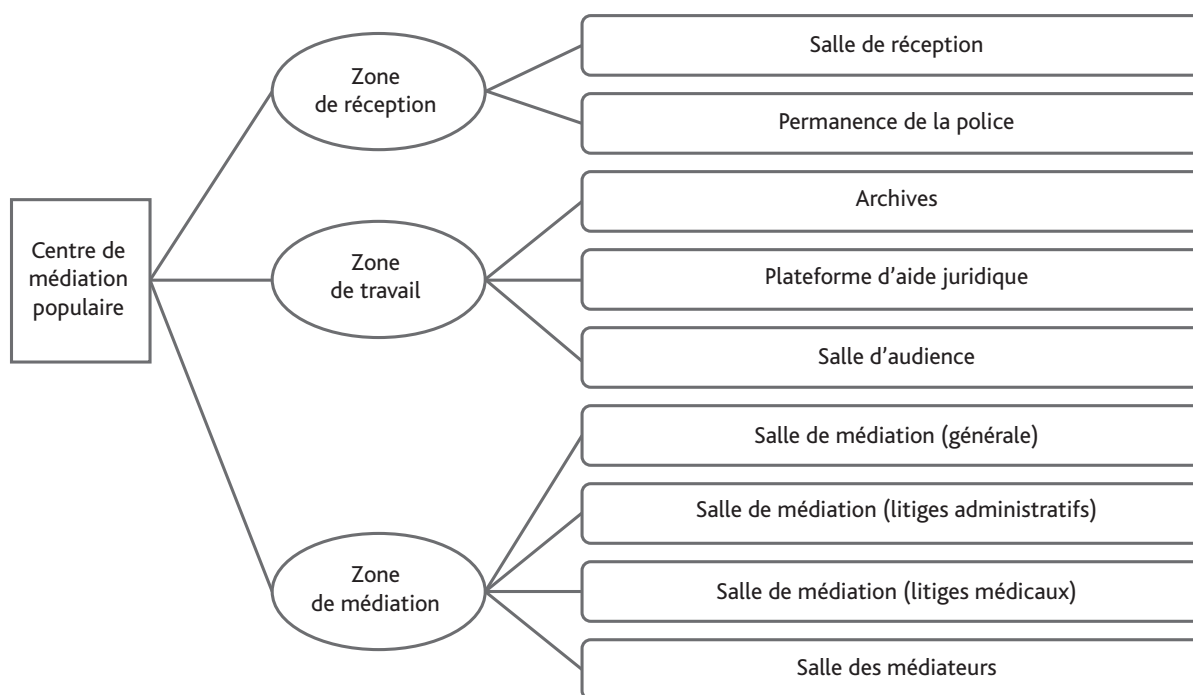 Centre de
médiation
populaire
Zone
de réception
Salle de réception
Permanence de la police
Zone
de travail
Archives
Plateforme d'aide juridique
Salle d'audience
Zone
de médiation
Salle de médiation (générale)
Salle de médiation (litiges administratifs)
Salle de médiation (litiges médicaux)
Salle des médiateurs